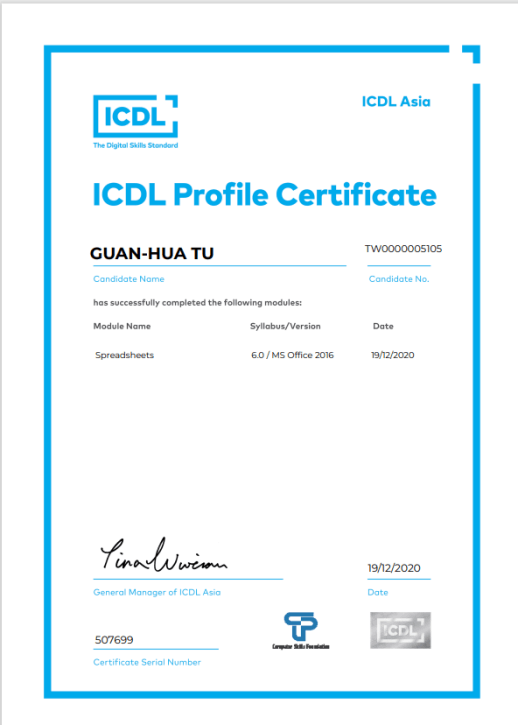 ICDL
The Digital Skills Standard
ICDL Asia
ICDL Profile Certificate
GUAN-HUA TU
TW0000005105
Candidate Name
Candidate No.
has successfully completed the following modules:
Module Name Syllabus/Version Date
Spreadsheets 6.0 / MS Office 2016 19/12/2020
19/12/2020
General Manager of ICDL Asia
Date
507699
Computer Skills Foundation
ICDL
Certificate Serial Number